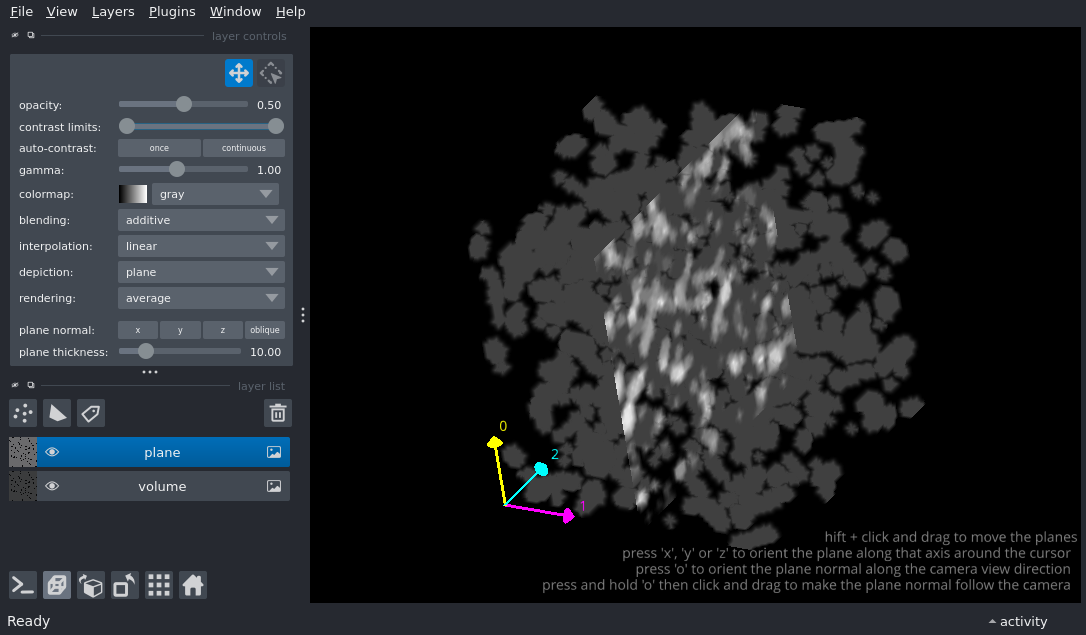 File View Layers Plugins Window Help
layer controls
opacity: 0.50
contrast limits:
auto-contrast: once continuous
gamma: 1.00
colormap: gray
blending: additive
interpolation: linear
depiction: plane
rendering: average
plane normal: x y z oblique
plane thickness: 10.00
layer list
plane
volume
0
2
1
hift + click and drag to move the planes
press 'x', 'y' or 'z' to orient the plane along that axis around the cursor
press 'o' to orient the plane normal along the camera view direction
press and hold 'o' then click and drag to make the plane normal follow the camera
Ready
activity